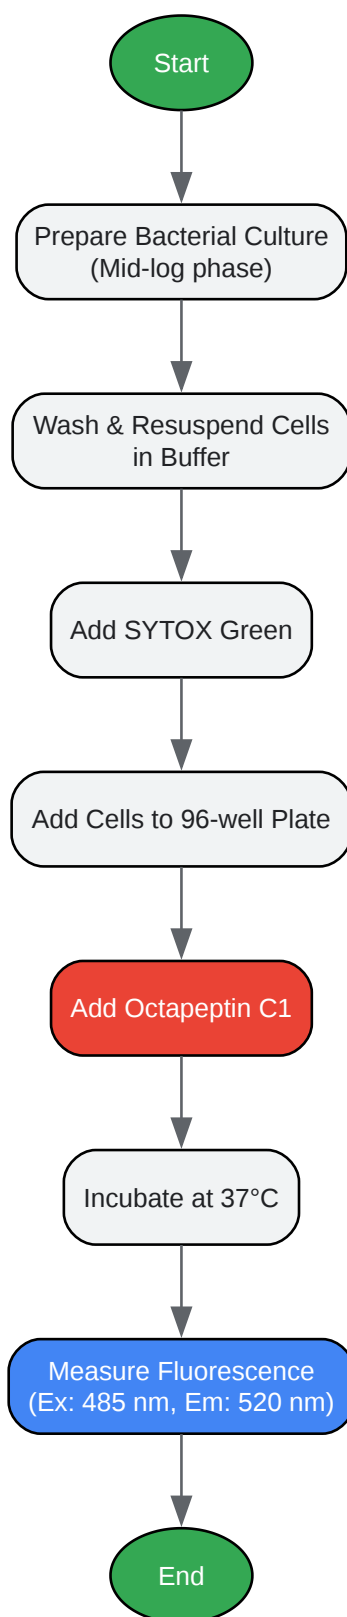 Start
Prepare Bacterial Culture
(Mid-log phase)
Wash & Resuspend Cells
in Buffer
Add SYTOX Green
Add Cells to 96-well Plate
Add Octapeptin C1
Incubate at 37°C
Measure Fluorescence
(Ex: 485 nm, Em: 520 nm)
End